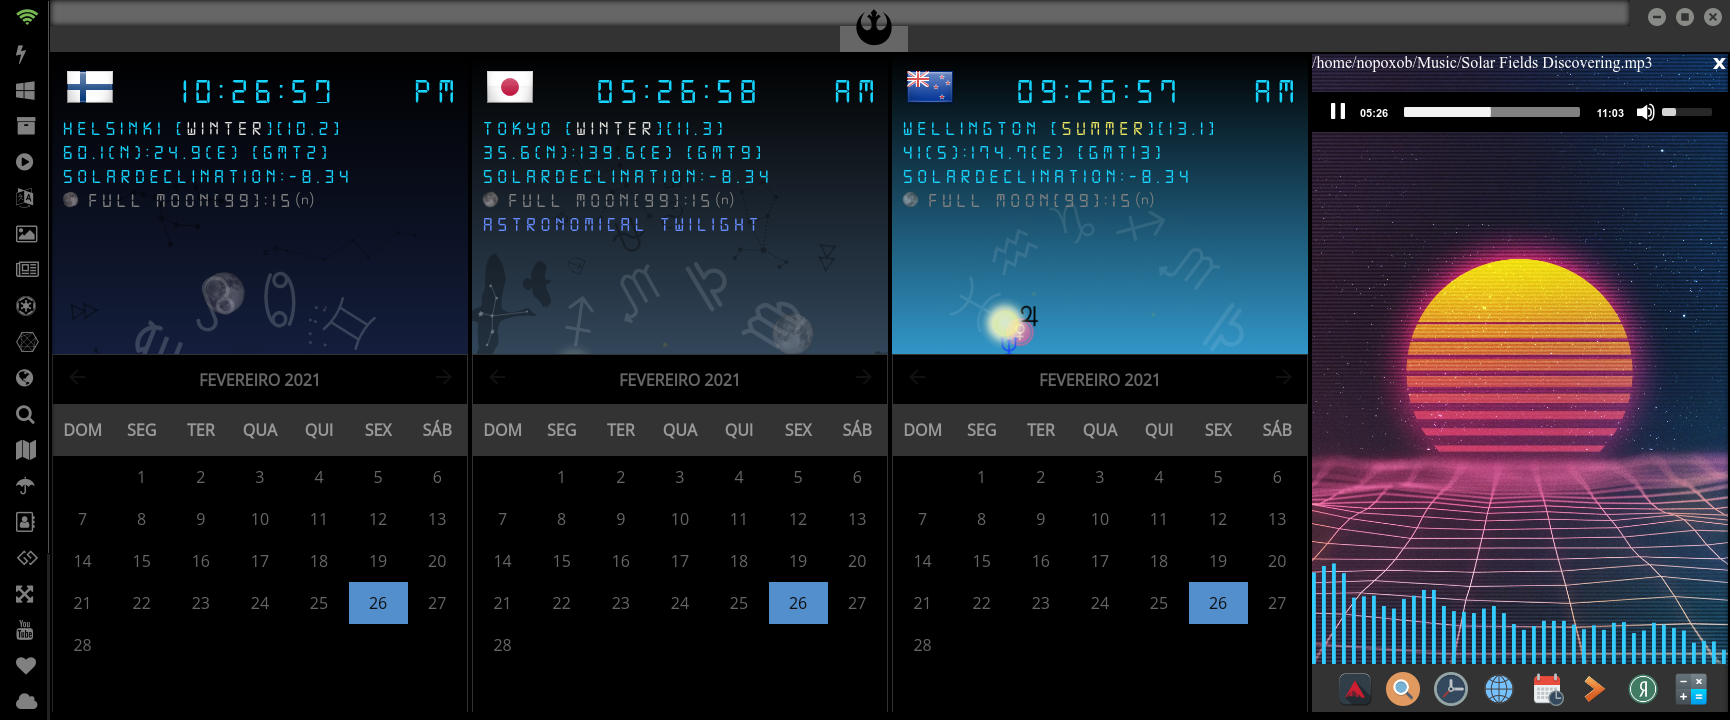 10:26:57 PM
HELSINKI [WINTER][10.2]
60.1(N):24.9(E) [GMT2]
SOLARDECLINATION:-8.34
FULL MOON[99]:15(n)
FEVEREIRO 2021
DOM SEG TER QUA QUI SEX SÁB
1 2 3 4 5 6
7 8 9 10 11 12 13
14 15 16 17 18 19 20
21 22 23 24 25 26 27
28
05:26:58 AM
TOKYO [WINTER][11.3]
35.6(N):139.6(E) [GMT9]
SOLARDECLINATION:-8.34
FULL MOON[99]:15(n)
ASTRONOMICAL TWILIGHT
FEVEREIRO 2021
DOM SEG TER QUA QUI SEX SÁB
1 2 3 4 5 6
7 8 9 10 11 12 13
14 15 16 17 18 19 20
21 22 23 24 25 26 27
28
09:26:57 AM
WELLINGTON [SUMMER][13.1]
41(S):174.7(E) [GMT13]
SOLARDECLINATION:-8.34
FULL MOON[99]:15(n)
FEVEREIRO 2021
DOM SEG TER QUA QUI SEX SÁB
1 2 3 4 5 6
7 8 9 10 11 12 13
14 15 16 17 18 19 20
21 22 23 24 25 26 27
28
/home/nopoxob/Music/Solar Fields Discovering.mp3 x
05:26 11:03
You
Tube
Я